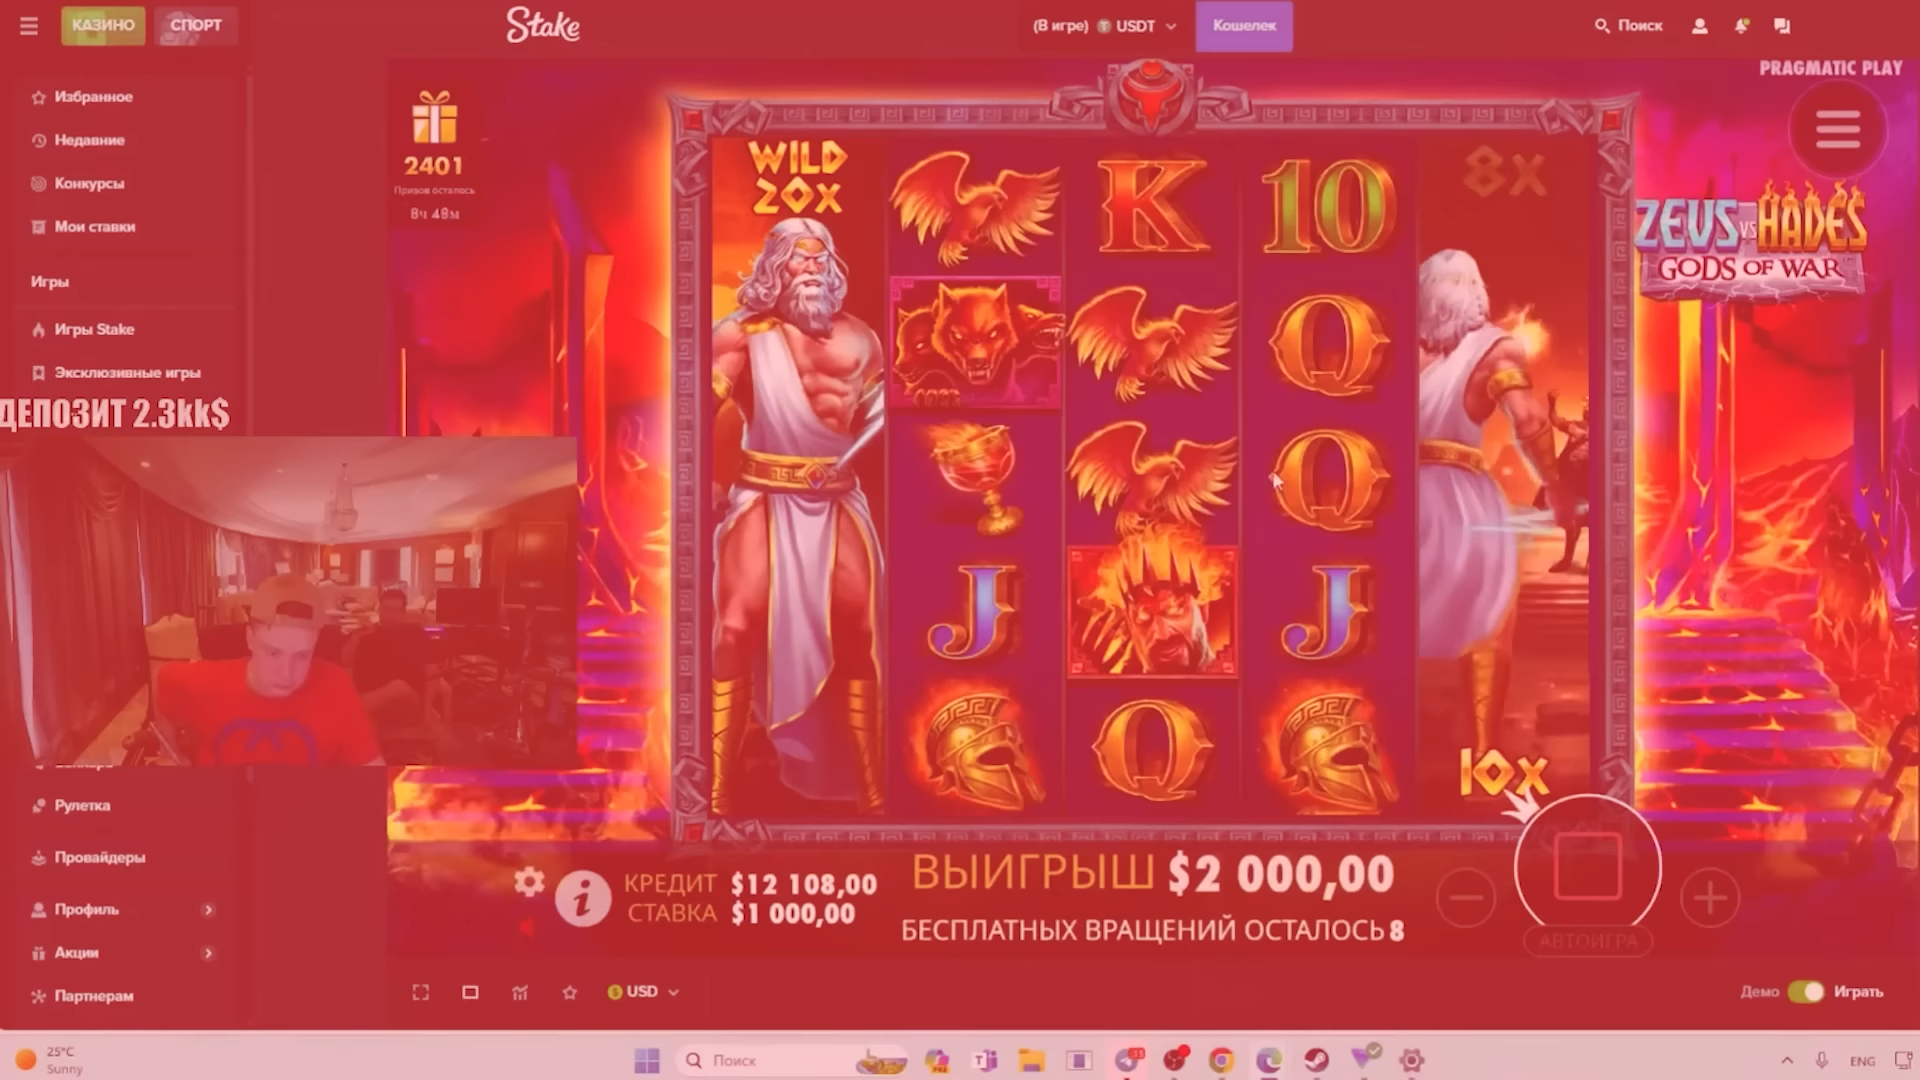 КАЗИНО
СПОРТ
Stake
(В игре) USDT
Кошелек
Поиск
PRAGMATIC PLAY
Избранное
Недавние
Конкурсы
Мои ставки
Игры
Игры Stake
Эксклюзивные игры
ДЕПОЗИТ 2.3kk$
Рулетка
Провайдеры
Профиль
Акции
Партнерам
2401
Призов осталось
8ч 48м
WILD
20X
K
10
8X
Q
Q
J
J
Q
10X
ZEUS VS HADES
GODS OF WAR
КРЕДИТ $12 108,00
СТАВКА $1 000,00
ВЫИГРЫШ $2 000,00
БЕСПЛАТНЫХ ВРАЩЕНИЙ ОСТАЛОСЬ 8
АВТОИГРА
USD
Демо
Играть
25°C
Sunny
Поиск
ENG